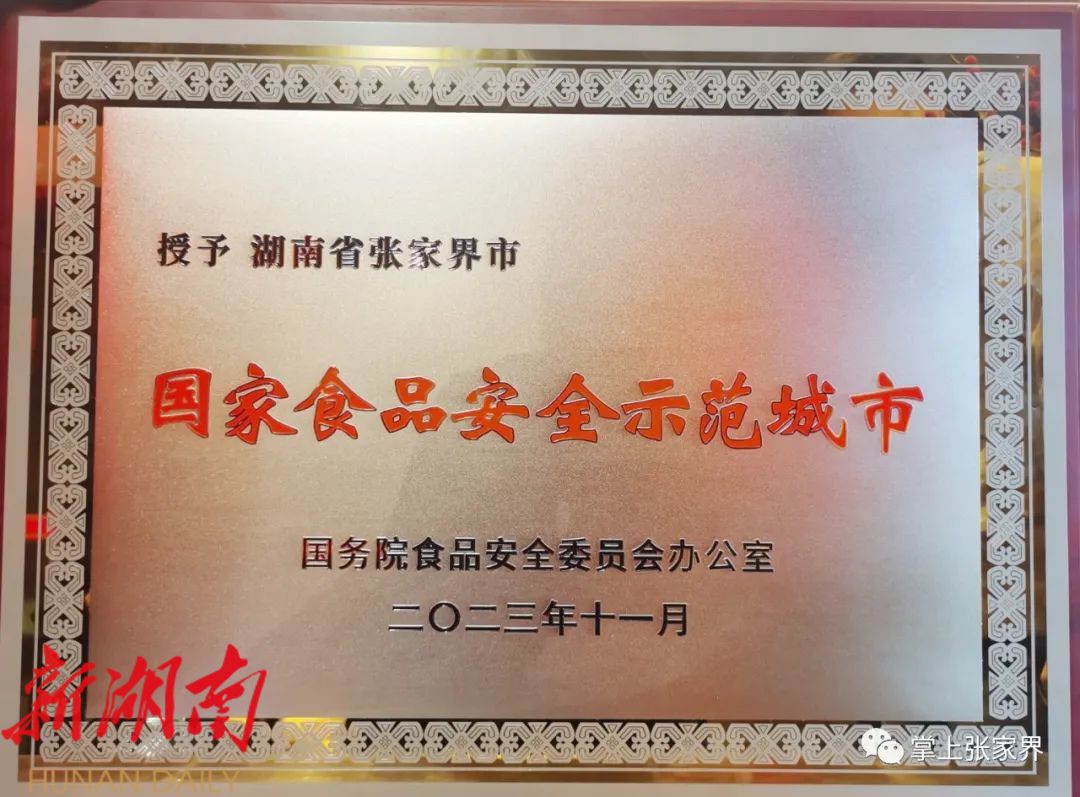 授予 湖南省张家界市
国家食品安全示范城市
国务院食品安全委员会办公室
二〇二三年十一月
新湖南
HUNAN DAILY
掌上张家界